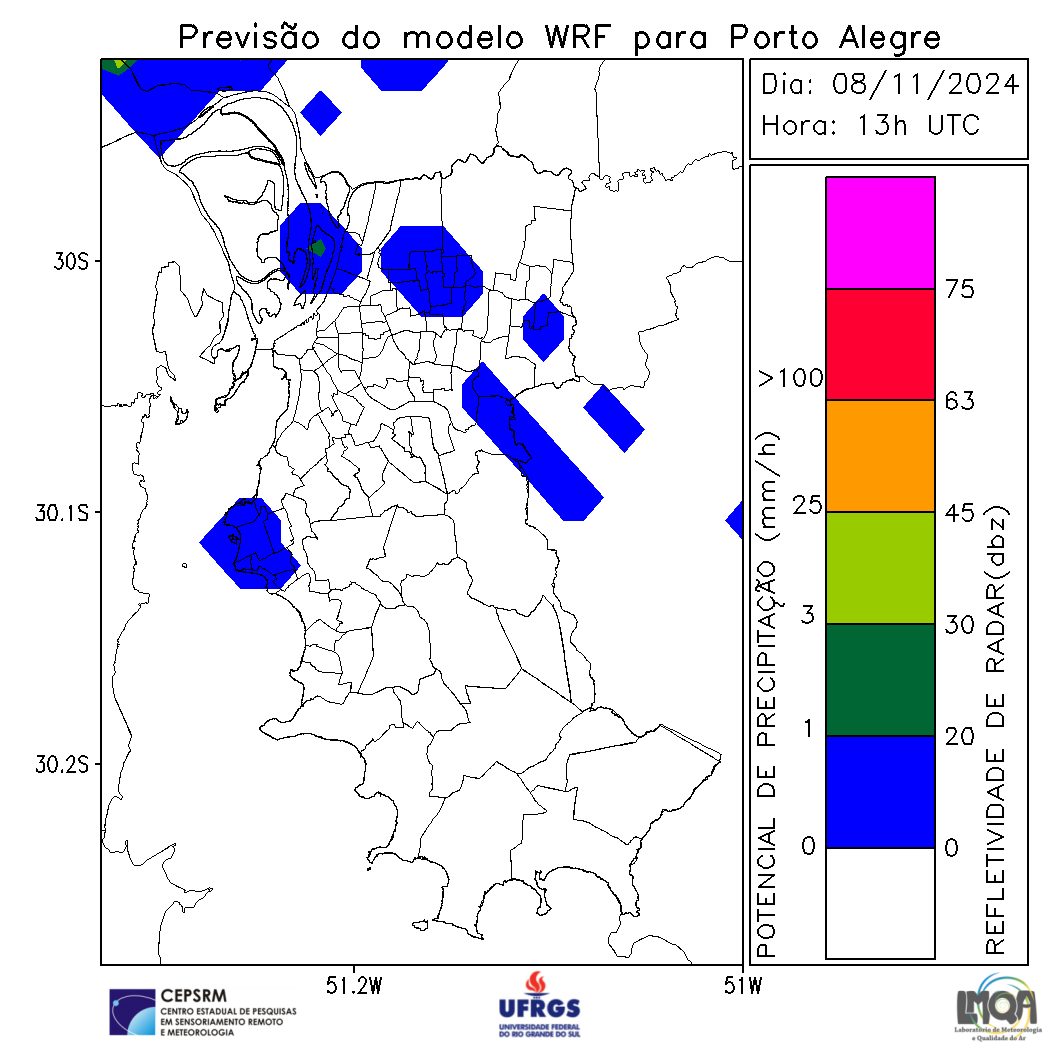 Previsão do modelo WRF para Porto Alegre
Dia: 08/11/2024
Hora: 13h UTC
30S
30.1S
30.2S
51.2W
51W
POTENCIAL DE PRECIPITAÇÃO (mm/h)
>100
25
3
1
0
75
63
45
30
20
0
REFLETIVIDADE DE RADAR(dbz)
CEPSRM
CENTRO ESTADUAL DE PESQUISAS
EM SENSORIAMENTO REMOTO
E METEOROLOGIA
UFRGS
UNIVERSIDADE FEDERAL
DO RIO GRANDE DO SUL
LMQA
Laboratório de Meteorologia
e Qualidade do Ar